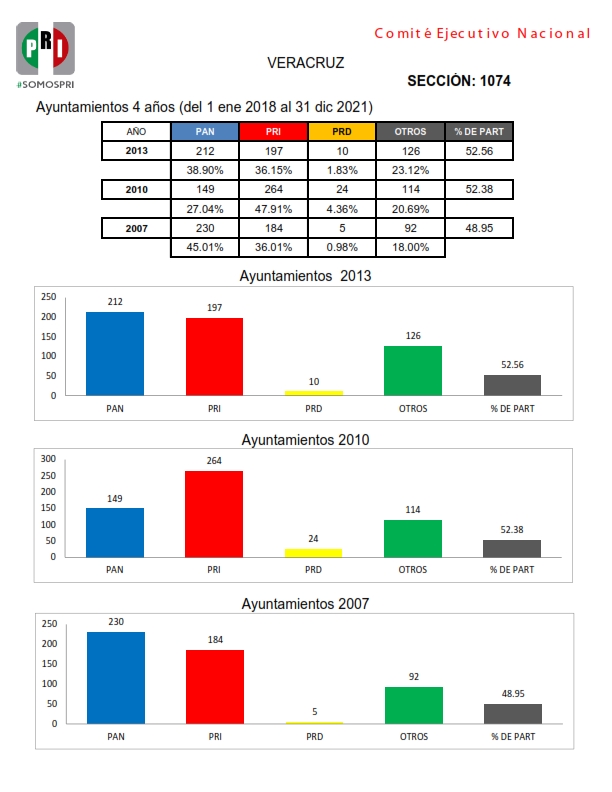 Comité Ejecutivo Nacional
PRI
#SOMOSPRI
VERACRUZ
SECCIÓN: 1074
Ayuntamientos 4 años (del 1 ene 2018 al 31 dic 2021)
AÑO PAN PRI PRD OTROS % DE PART
2013 212 197 10 126 52.56
38.90% 36.15% 1.83% 23.12%
2010 149 264 24 114 52.38
27.04% 47.91% 4.36% 20.69%
2007 230 184 5 92 48.95
45.01% 36.01% 0.98% 18.00%
Ayuntamientos 2013
250
200
150
100
50
0
212
197
10
126
52.56
PAN PRI PRD OTROS % DE PART
Ayuntamientos 2010
300
250
200
150
100
50
0
149
264
24
114
52.38
PAN PRI PRD OTROS % DE PART
Ayuntamientos 2007
250
200
150
100
50
0
230
184
5
92
48.95
PAN PRI PRD OTROS % DE PART